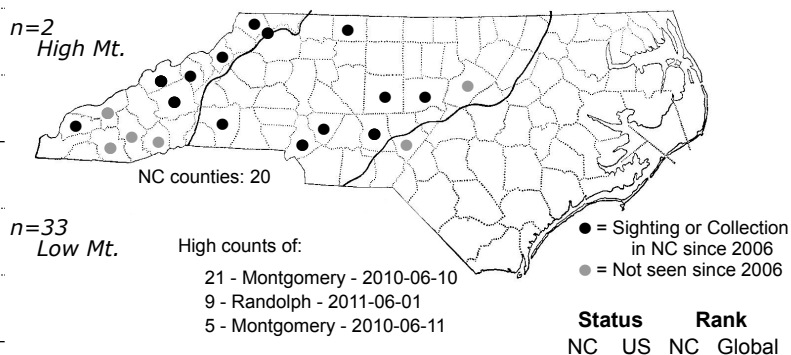 n=2
High Mt.
NC counties: 20
n=33
Low Mt.
High counts of:
21 - Montgomery - 2010-06-10
9 - Randolph - 2011-06-01
5 - Montgomery - 2010-06-11
● = Sighting or Collection
in NC since 2006
● = Not seen since 2006
Status Rank
NC US NC Global